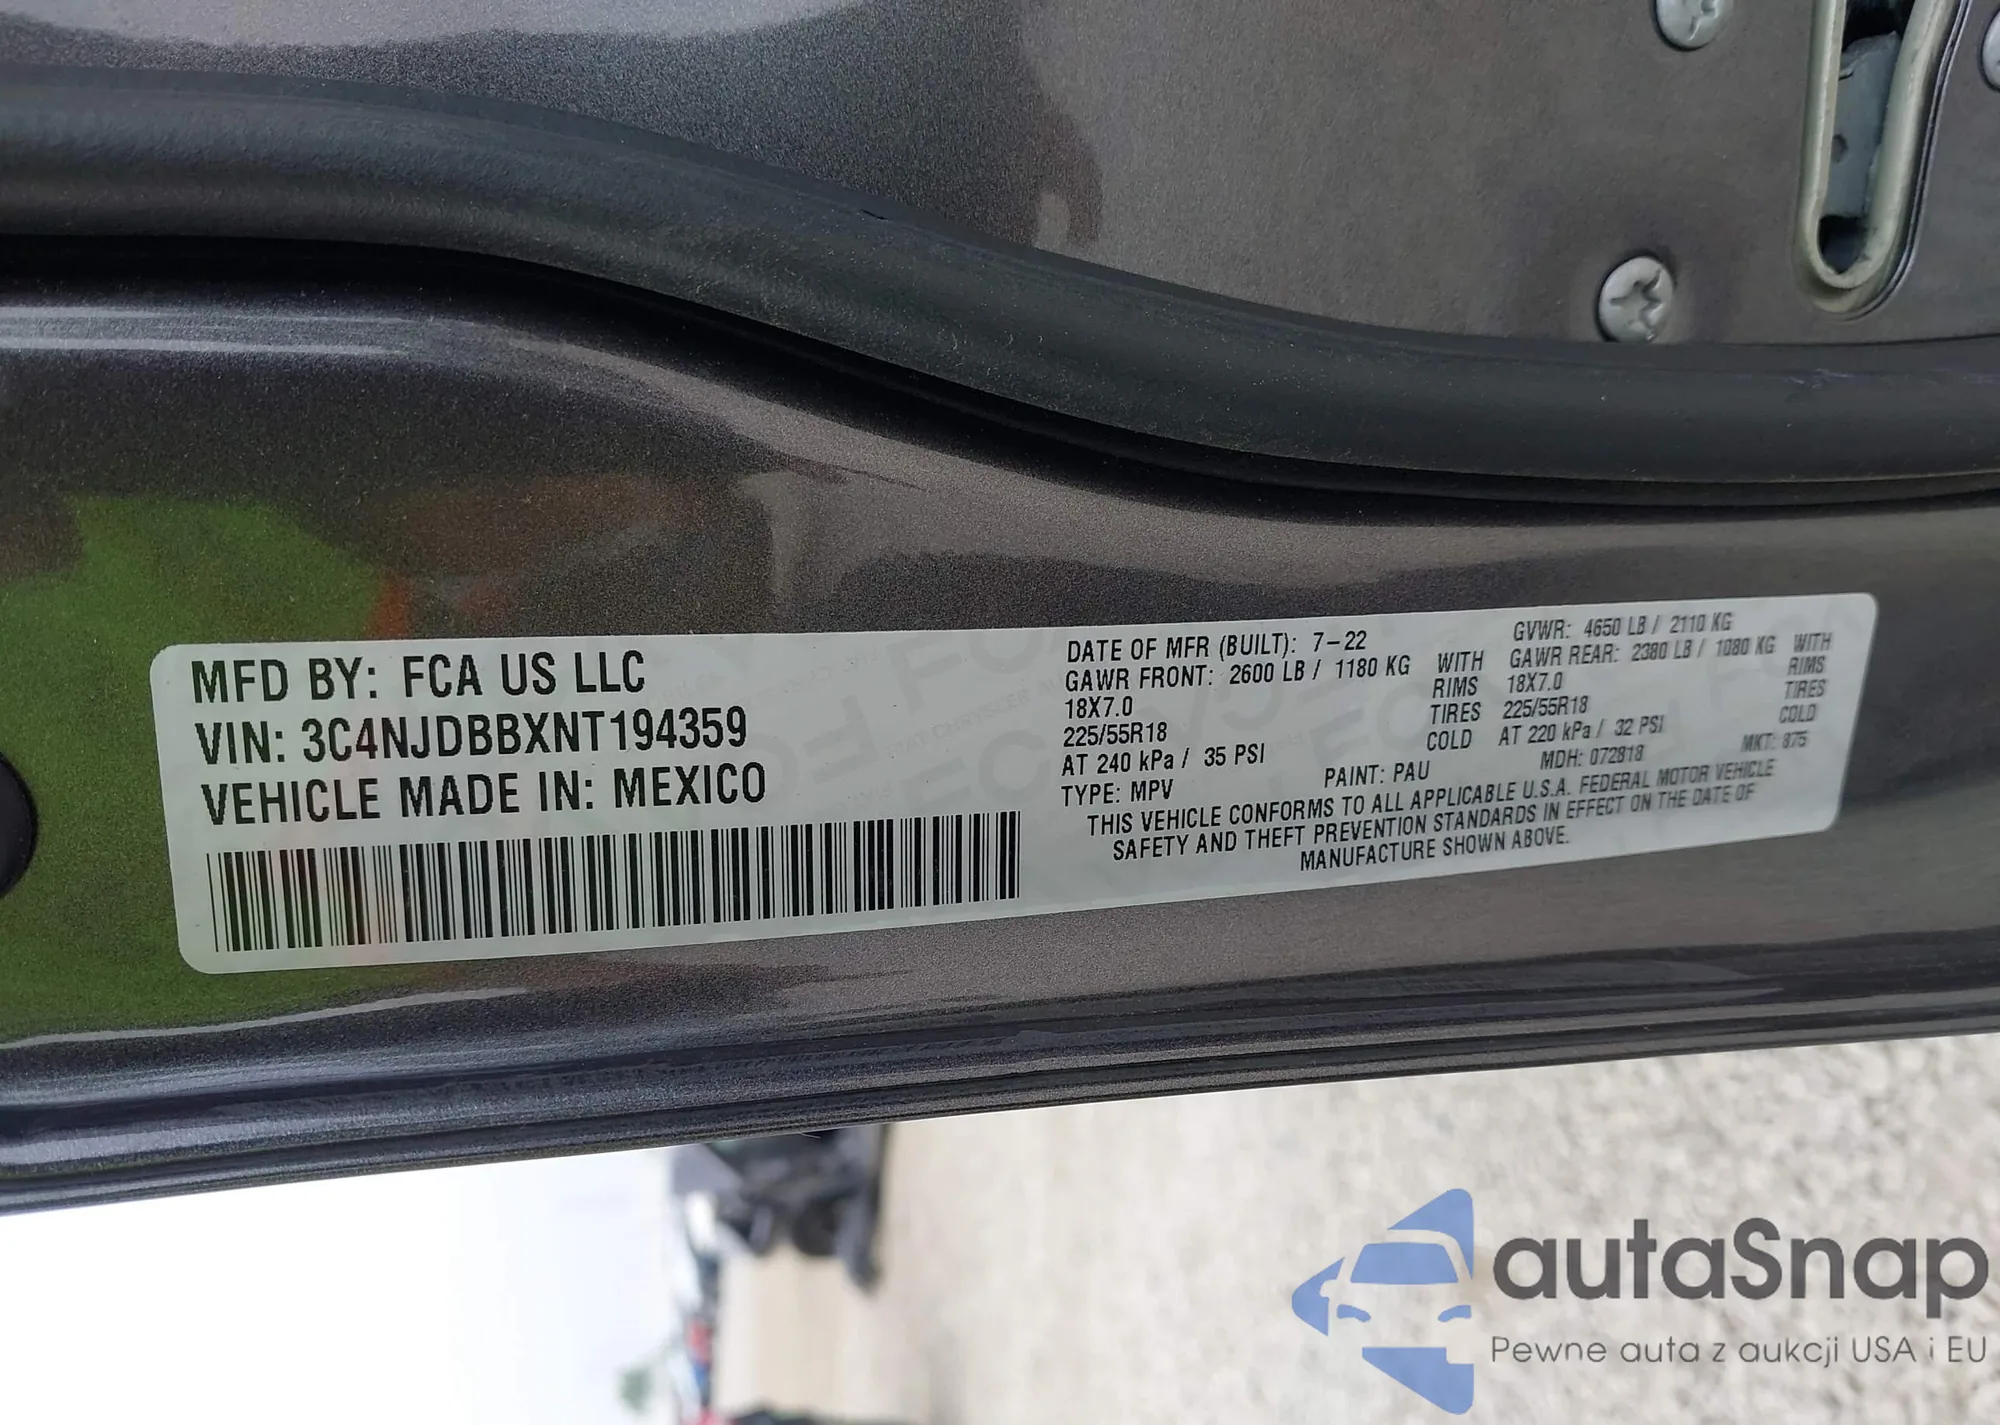 MFD BY: FCA US LLC
VIN: 3C4NJDBBXNT194359
VEHICLE MADE IN: MEXICO
DATE OF MFR (BUILT): 7-22 GVWR: 4650 LB / 2110 KG
GAWR FRONT: 2600 LB / 1180 KG WITH GAWR REAR: 2380 LB / 1080 KG WITH
18X7.0 RIMS 18X7.0 RIMS
225/55R18 TIRES 225/55R18 TIRES
AT 240 kPa / 35 PSI COLD AT 220 kPa / 32 PSI COLD
TYPE: MPV PAINT: PAU MDH: 072818 MKT: 875
THIS VEHICLE CONFORMS TO ALL APPLICABLE U.S.A. FEDERAL MOTOR VEHICLE
SAFETY AND THEFT PREVENTION STANDARDS IN EFFECT ON THE DATE OF
MANUFACTURE SHOWN ABOVE.
autaSnap
Pewne auta z aukcji USA i EU